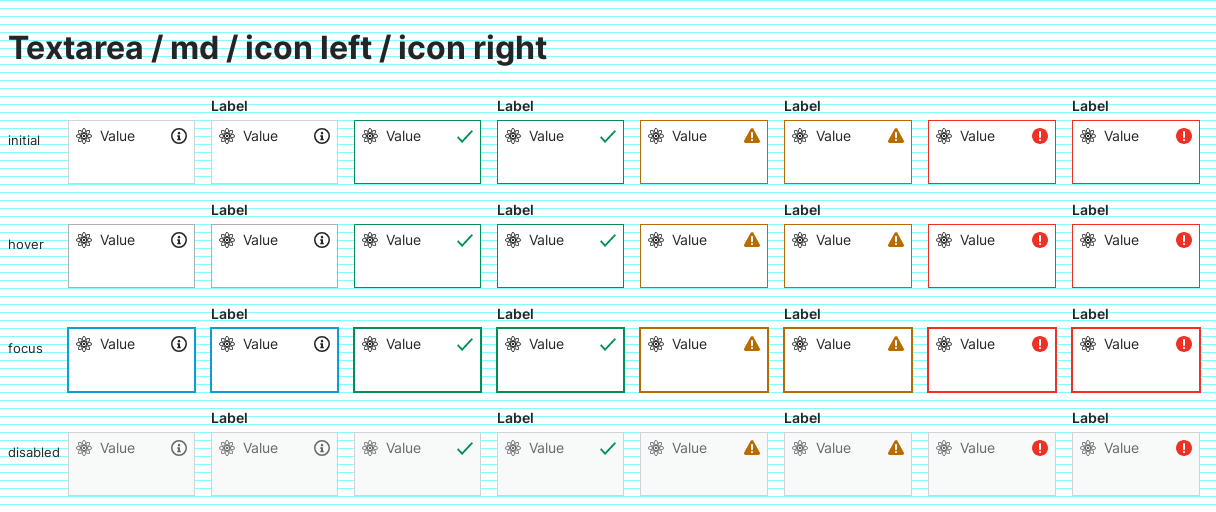 Textarea / md / icon left / icon right
Label Label Label Label
initial Value Value Value Value Value Value Value Value
Label Label Label Label
hover Value Value Value Value Value Value Value Value
Label Label Label Label
focus Value Value Value Value Value Value Value Value
Label Label Label Label
disabled Value Value Value Value Value Value Value Value